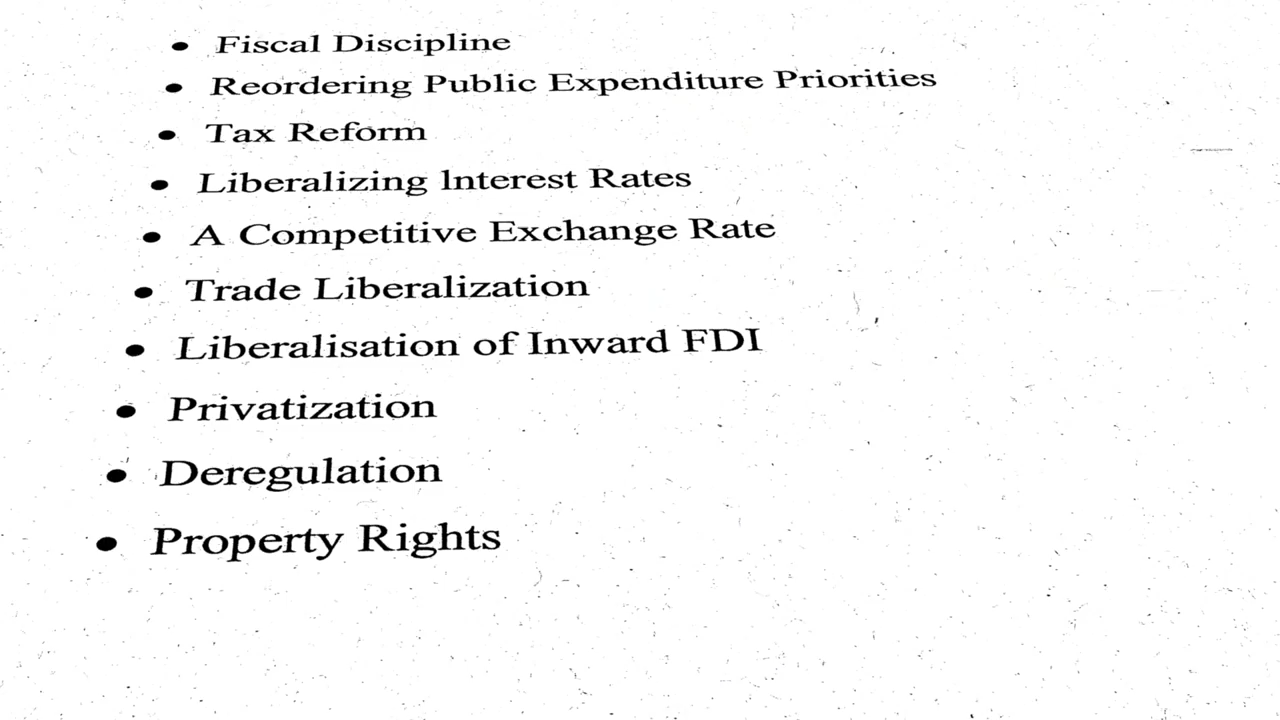 • Fiscal Discipline
• Reordering Public Expenditure Priorities
• Tax Reform
• Liberalizing Interest Rates
• A Competitive Exchange Rate
• Trade Liberalization
• Liberalisation of Inward FDI
• Privatization
• Deregulation
• Property Rights